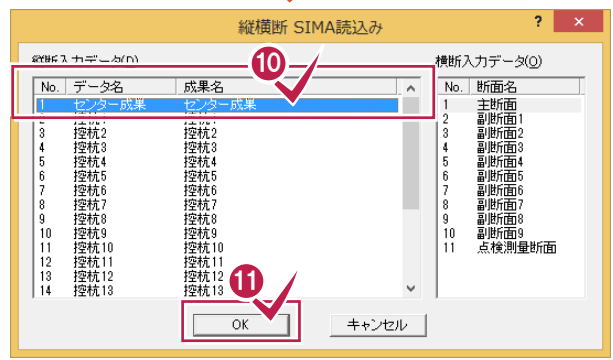 縦横断 SIMA読込み ? ×
縦断入力データ(D) 横断入力データ(O)
No. データ名 成果名
1 センター成果 センター成果
3 控杭2 控杭2
4 控杭3 控杭3
5 控杭4 控杭4
6 控杭5 控杭5
7 控杭6 控杭6
8 控杭7 控杭7
9 控杭8 控杭8
10 控杭9 控杭9
11 控杭10 控杭10
12 控杭11 控杭11
13 控杭12 控杭12
14 控杭13 控杭13
No. 断面名
1 主断面
2 副断面1
3 副断面2
4 副断面3
5 副断面4
6 副断面5
7 副断面6
8 副断面7
9 副断面8
10 副断面9
11 点検測量断面
10
11
OK キャンセル